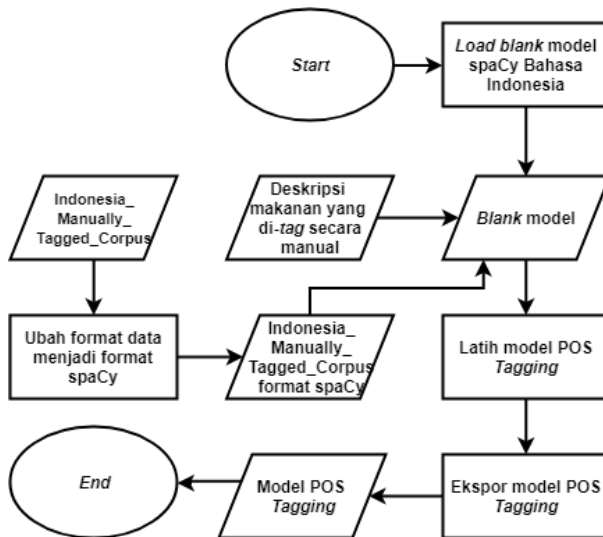 Start
Load blank model
spaCy Bahasa
Indonesia
Indonesia_
Manually_
Tagged_Corpus
Deskripsi
makanan yang
di-tag secara
manual
Blank model
Ubah format data
menjadi format
spaCy
Indonesia_
Manually_
Tagged_Corpus
format spaCy
Latih model POS
Tagging
End
Model POS
Tagging
Ekspor model POS
Tagging